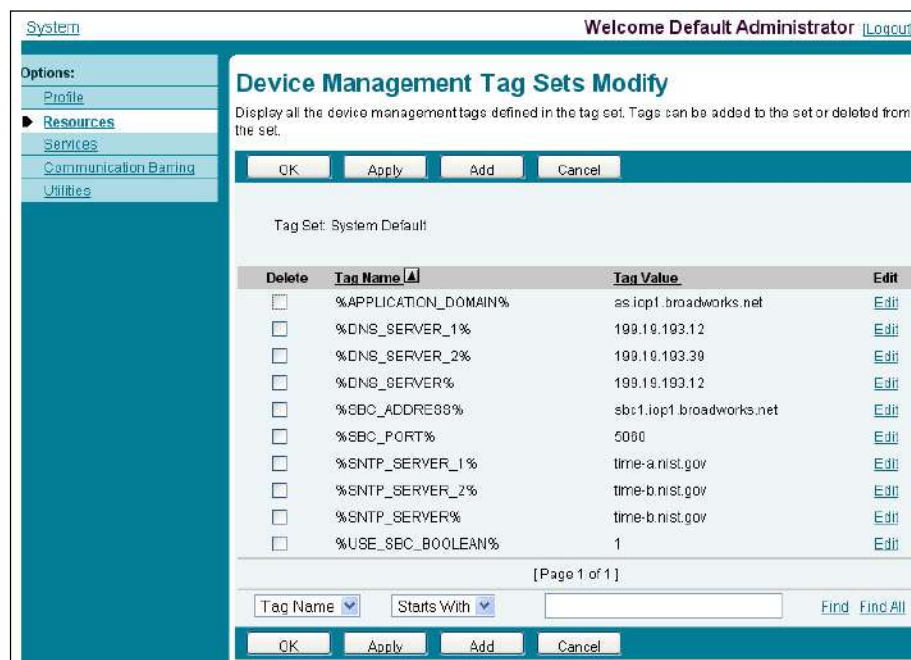 System
Welcome Default Administrator [Logout
Options:
Profile
Resources
Services
Communication Barring
Utilities
Device Management Tag Sets Modify
Display all the device management tags defined in the tag set. Tags can be added to the set or deleted from
the set.
OK Apply Add Cancel
Tag Set: System Default
Delete Tag Name Tag Value Edit
%APPLICATION_DOMAIN% as.iop1.broadworks.net Edit
%DNS_SERVER_1% 199.19.193.12 Edit
%DNS_SERVER_2% 199.19.193.39 Edit
%DNS_SERVER% 199.19.193.12 Edit
%SBC_ADDRESS% sbc1.iop1.broadworks.net Edit
%SBC_PORT% 5060 Edit
%SNTP_SERVER_1% time-a.nist.gov Edit
%SNTP_SERVER_2% time-b.nist.gov Edit
%SNTP_SERVER% time-b.nist.gov Edit
%USE_SBC_BOOLEAN% 1 Edit
[ Page 1 of 1 ]
Tag Name Starts With Find Find All
OK Apply Add Cancel